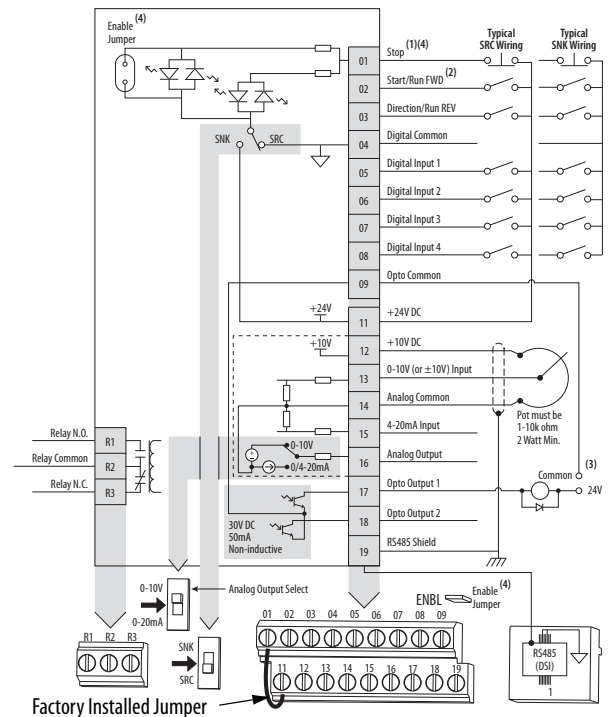 Enable (4)
Jumper
Typical
SRC Wiring
Typical
SNK Wiring
01 Stop (1)(4)
02 Start/Run FWD (2)
03 Direction/Run REV
SNK SRC
04 Digital Common
05 Digital Input 1
06 Digital Input 2
07 Digital Input 3
08 Digital Input 4
09 Opto Common
+24V
11 +24V DC
+10V
12 +10V DC
13 0-10V (or ±10V) Input
14 Analog Common
Pot must be
1-10k ohm
2 Watt Min.
15 4-20mA Input
Relay N.O. R1
Relay Common R2
Relay N.C. R3
0-10V
0/4-20mA
16 Analog Output
Common (3)
24V
17 Opto Output 1
18 Opto Output 2
30V DC
50mA
Non-inductive
19 RS485 Shield
0-10V
0-20mA
Analog Output Select
ENBL
Enable (4)
Jumper
R1 R2 R3
SNK
SRC
01 02 03 04 05 06 07 08 09
11 12 13 14 15 16 17 18 19
RS485
(DSI)
1
Factory Installed Jumper